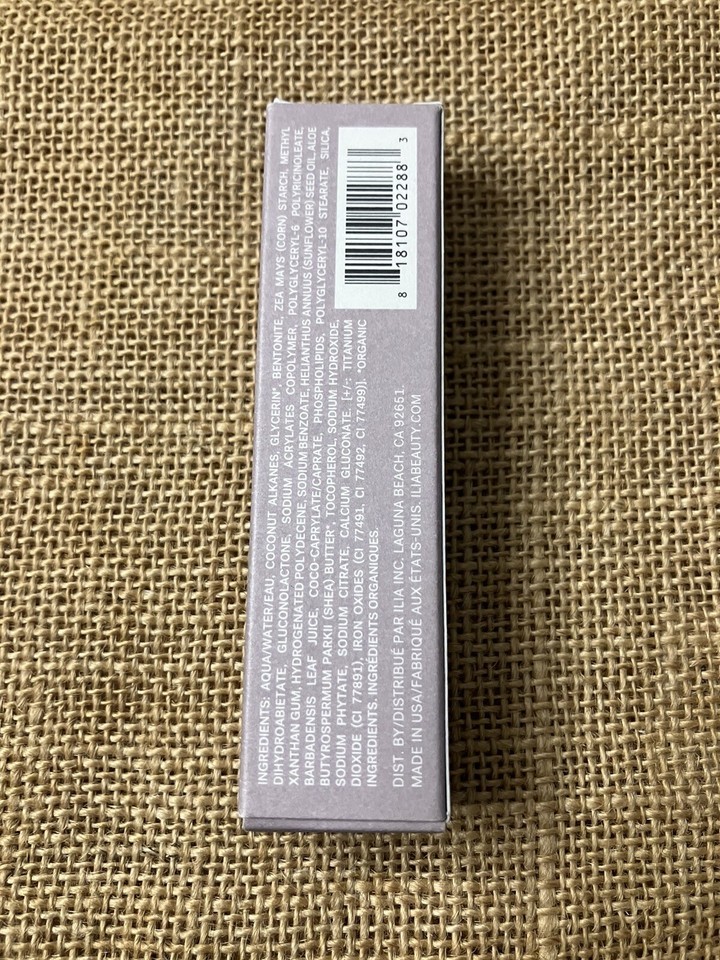 INGREDIENTS: AQUA/WATER/EAU, COCONUT ALKANES, GLYCERIN*, BENTONITE, ZEA MAYS (CORN) STARCH, METHYL
DIHYDROABIETATE, GLUCONOLACTONE, SODIUM ACRYLATES COPOLYMER, POLYGLYCERYL-6 POLYRICINOLEATE,
XANTHAN GUM, HYDROGENATED POLYDECENE, SODIUM BENZOATE, HELIANTHUS ANNUUS (SUNFLOWER) SEED OIL, ALOE
BARBADENSIS LEAF JUICE, COCO-CAPRYLATE/CAPRATE, PHOSPHOLIPIDS, POLYGLYCERYL-10 STEARATE, SILICA,
BUTYROSPERMUM PARKII (SHEA) BUTTER*, TOCOPHEROL, SODIUM HYDROXIDE,
SODIUM PHYTATE, SODIUM CITRATE, CALCIUM GLUCONATE. [+/-: TITANIUM
DIOXIDE (CI 77891), IRON OXIDES (CI 77491, CI 77492, CI 77499)]. *ORGANIC
INGREDIENTS. INGRÉDIENTS ORGANIQUES.
DIST. BY/DISTRIBUÉ PAR ILIA INC. LAGUNA BEACH, CA 92651.
MADE IN USA/FABRIQUÉ AUX ÉTATS-UNIS. ILIABEAUTY.COM
8 18107 02288 3